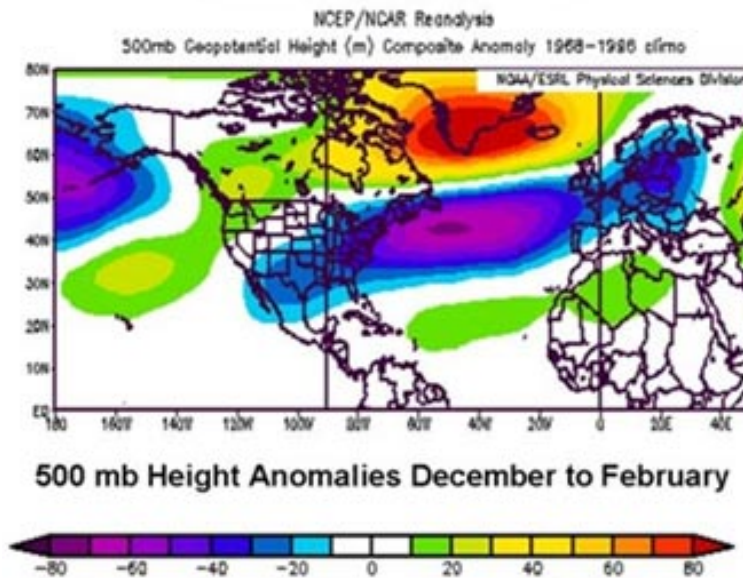 NCEP/NCAR Reanalysis
500mb Geopotential Height (m) Composite Anomaly 1968-1996 climo
NOAA/ESRL Physical Sciences Division
80N
70N
60N
50N
40N
30N
20N
10N
EQ
180 160W 140W 120W 100W 80W 60W 40W 20W 0 20E 40E
500 mb Height Anomalies December to February
-80 -60 -40 -20 0 20 40 60 80